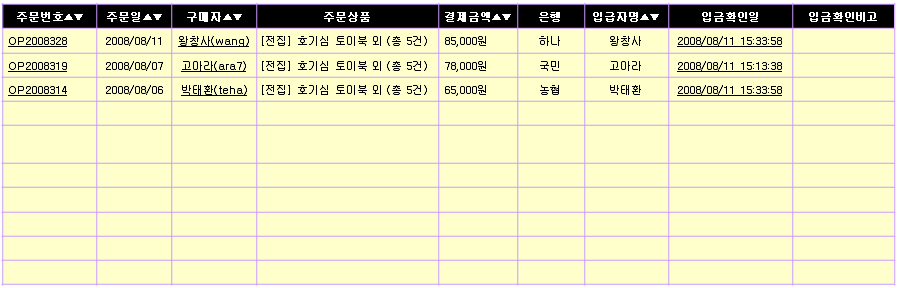 주문번호▲▼ 주문일▲▼ 구매자▲▼ 주문상품 결제금액▲▼ 은행 입급자명▲▼ 입금확인일 입금확인비고
OP2008328 2008/08/11 왕창사(wang) [전집] 호기심 토이북 외 (총 5건) 85,000원 하나 왕창사 2008/08/11 15:33:58
OP2008319 2008/08/07 고마라(ara7) [전집] 호기심 토이북 외 (총 5건) 78,000원 국민 고마라 2008/08/11 15:13:38
OP2008314 2008/08/06 박태환(teha) [전집] 호기심 토이북 외 (총 5건) 65,000원 농협 박태환 2008/08/11 15:33:58